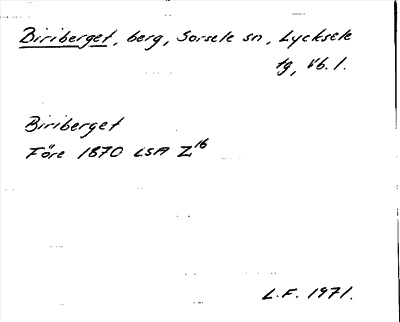 Biriberget, berg, Sorsele sn, Lycksele
tg, Vb. l.
Biriberget
Före 1870 LSA Z16
L.F. 1971.